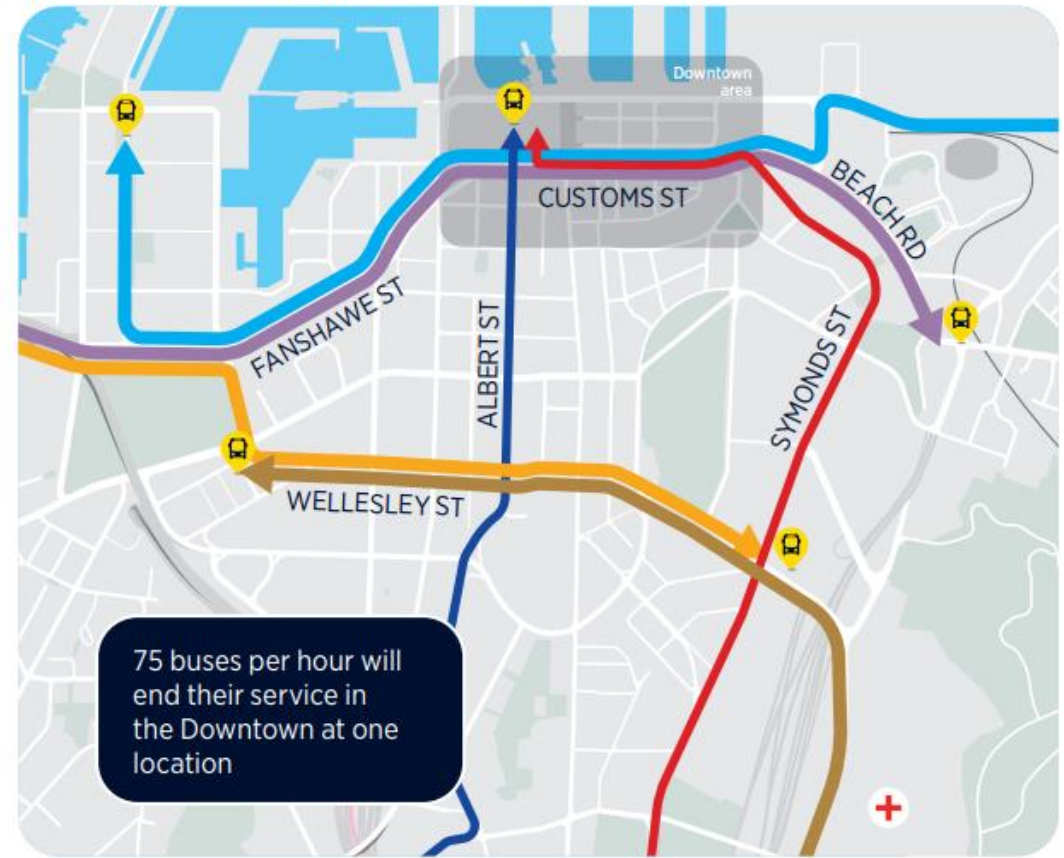 Downtown
area
CUSTOMS ST
BEACH RD
FANSHAWE ST
ALBERT ST
SYMONDS ST
WELLESLEY ST
75 buses per hour will
end their service in
the Downtown at one
location